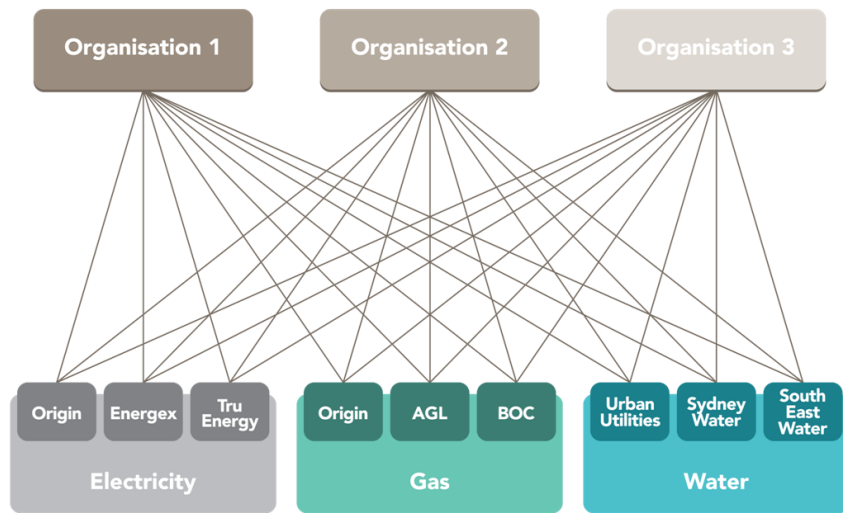 Organisation 1
Organisation 2
Organisation 3
Origin
Energex
Tru
Energy
Origin
AGL
BOC
Urban
Utilities
Sydney
Water
South
East
Water
Electricity
Gas
Water